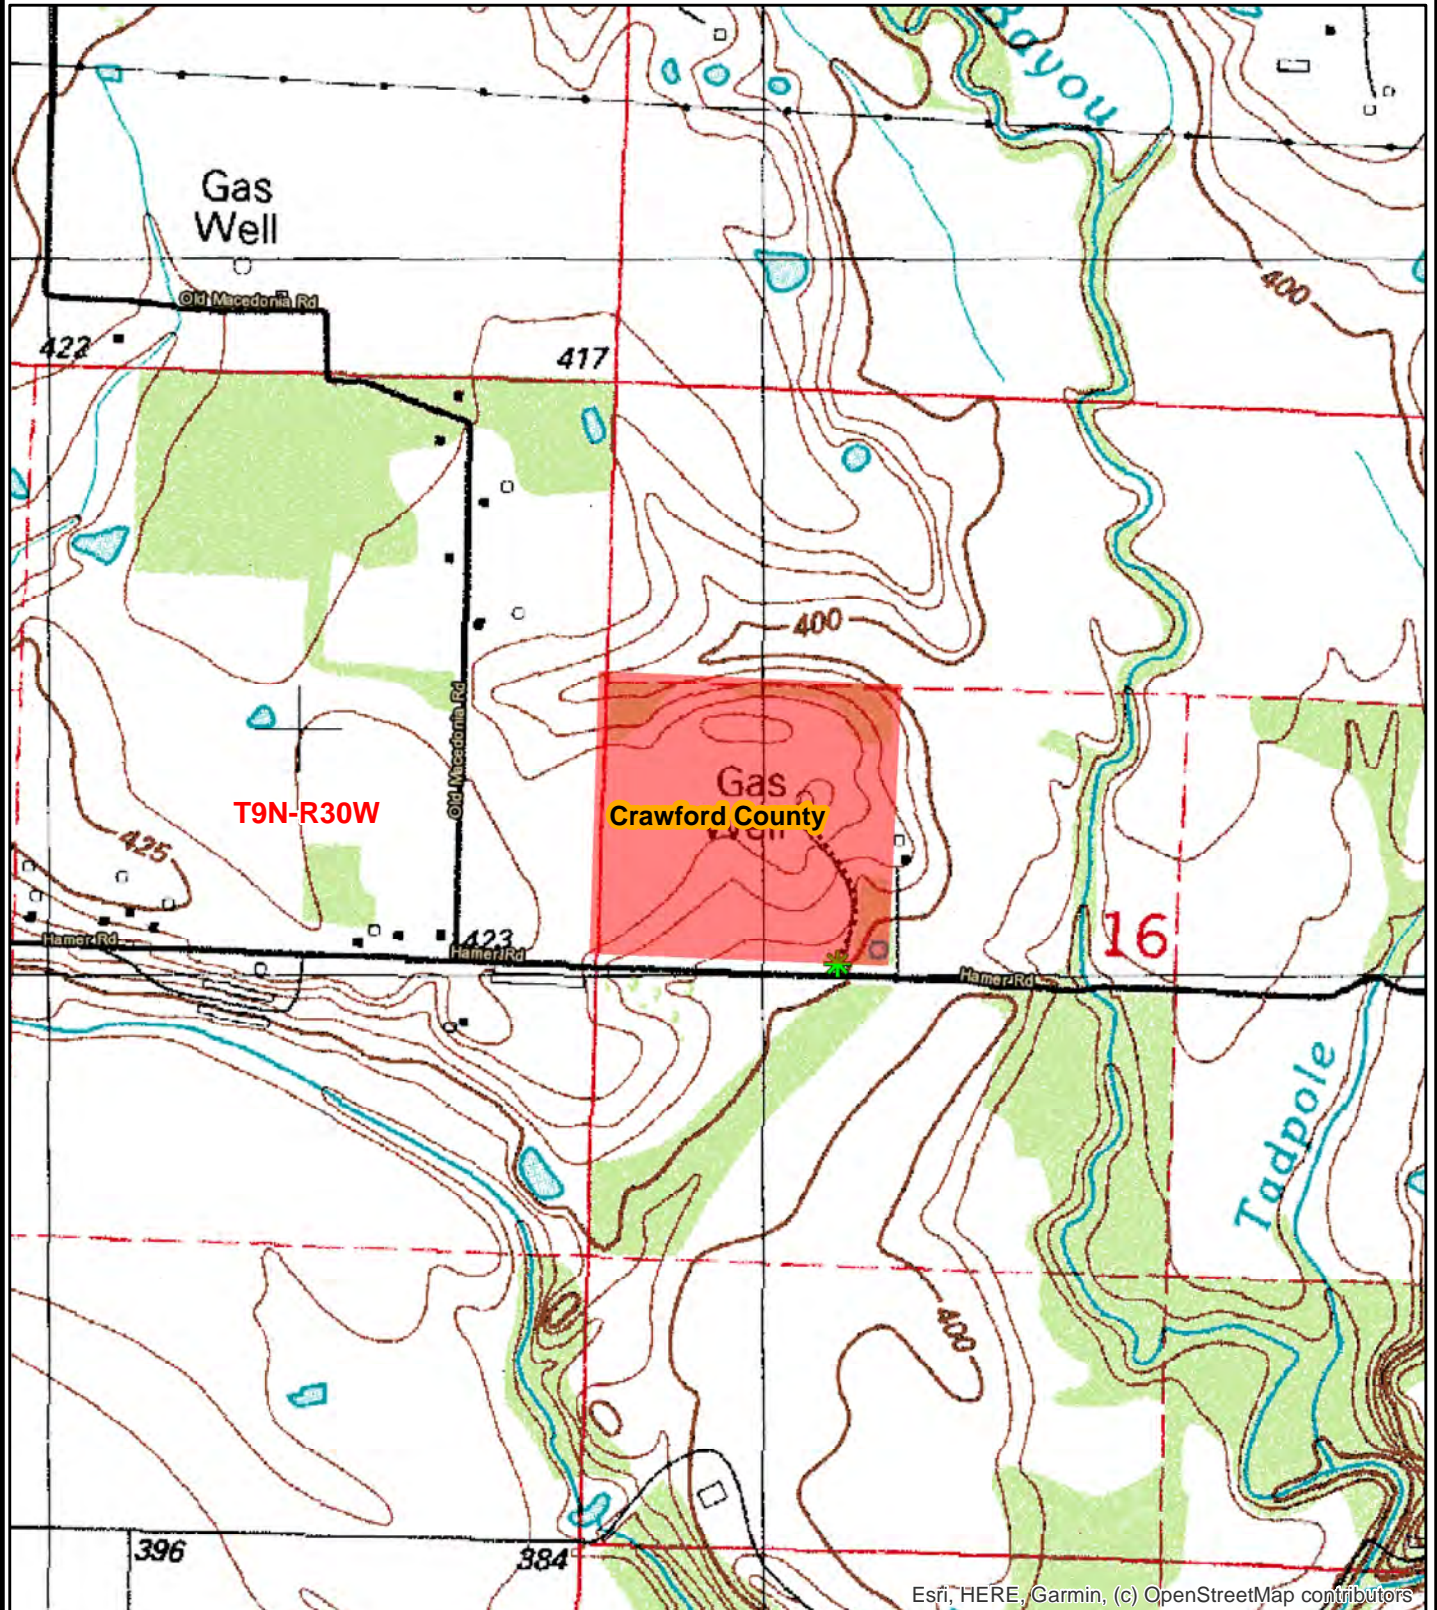 Bayou
Gas
Well
400
Old Macedonia Rd
422
417
400
Old Macedonia Rd
Gas
Well
Crawford County
T9N-R30W
425
16
423
Hamer Rd
Hamer Rd
Hamer Rd
Tadpole
400
396
384
Esri, HERE, Garmin, (c) OpenStreetMap contributors